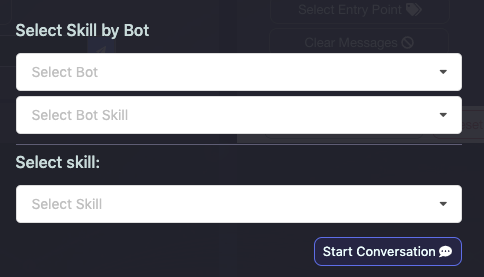 Select Entry Point
Select Skill by Bot
Clear Messages
Select Bot
Select Bot Skill
Select skill:
Select Skill
Start Conversation